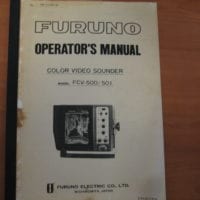 FURUNO
OPERATOR'S MANUAL
COLOR VIDEO SOUNDER
MODEL FCV-500/501
FURUNO ELECTRIC CO., LTD.
NISHINOMIYA, JAPAN